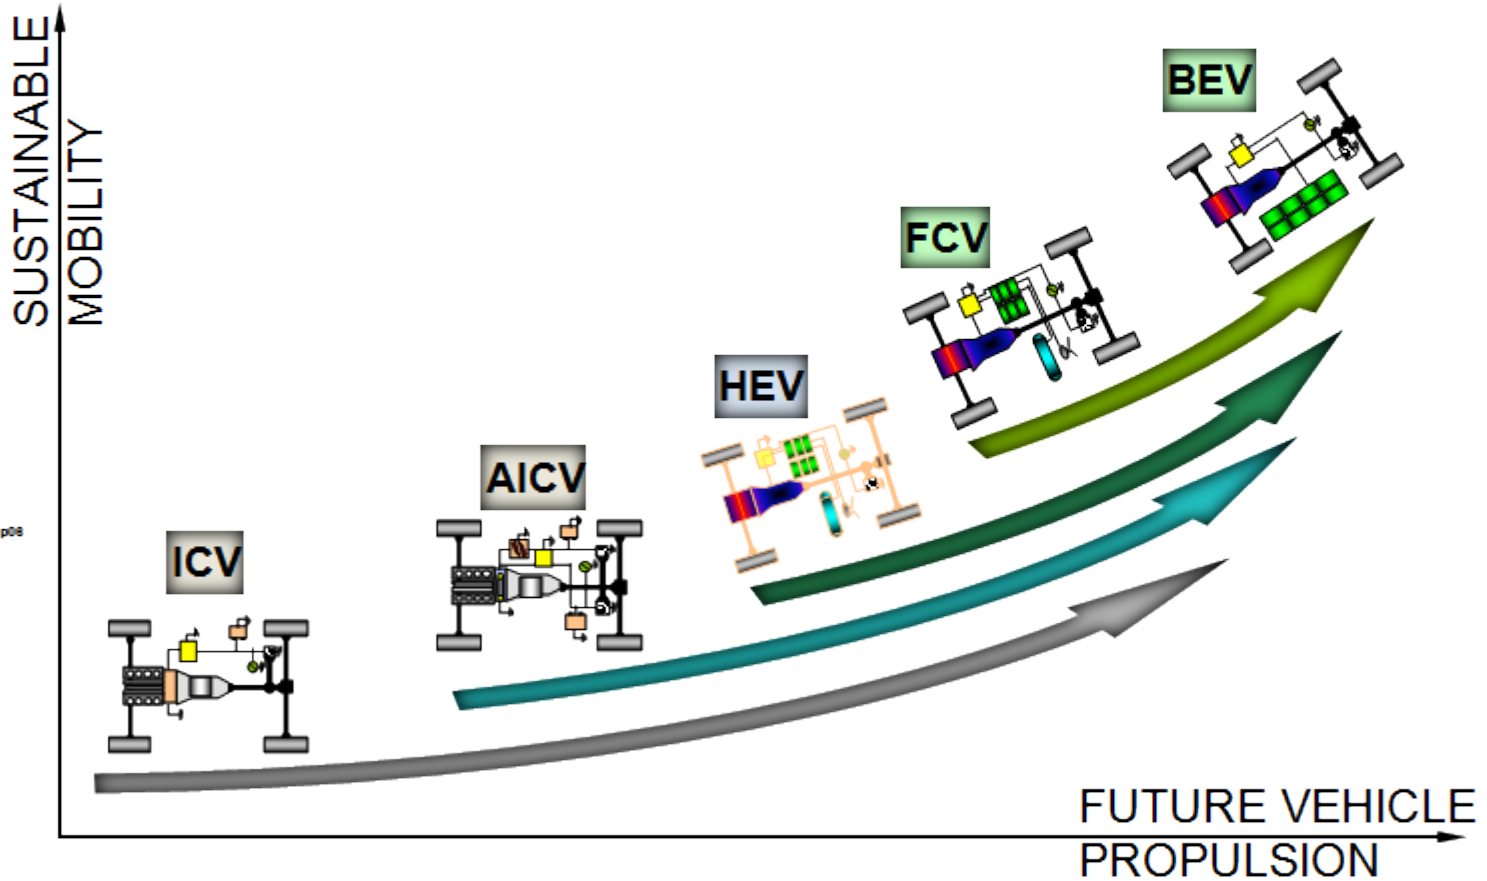 SUSTAINABLE
MOBILITY
BEV
FCV
HEV
AICV
ICV
p08
FUTURE VEHICLE
PROPULSION